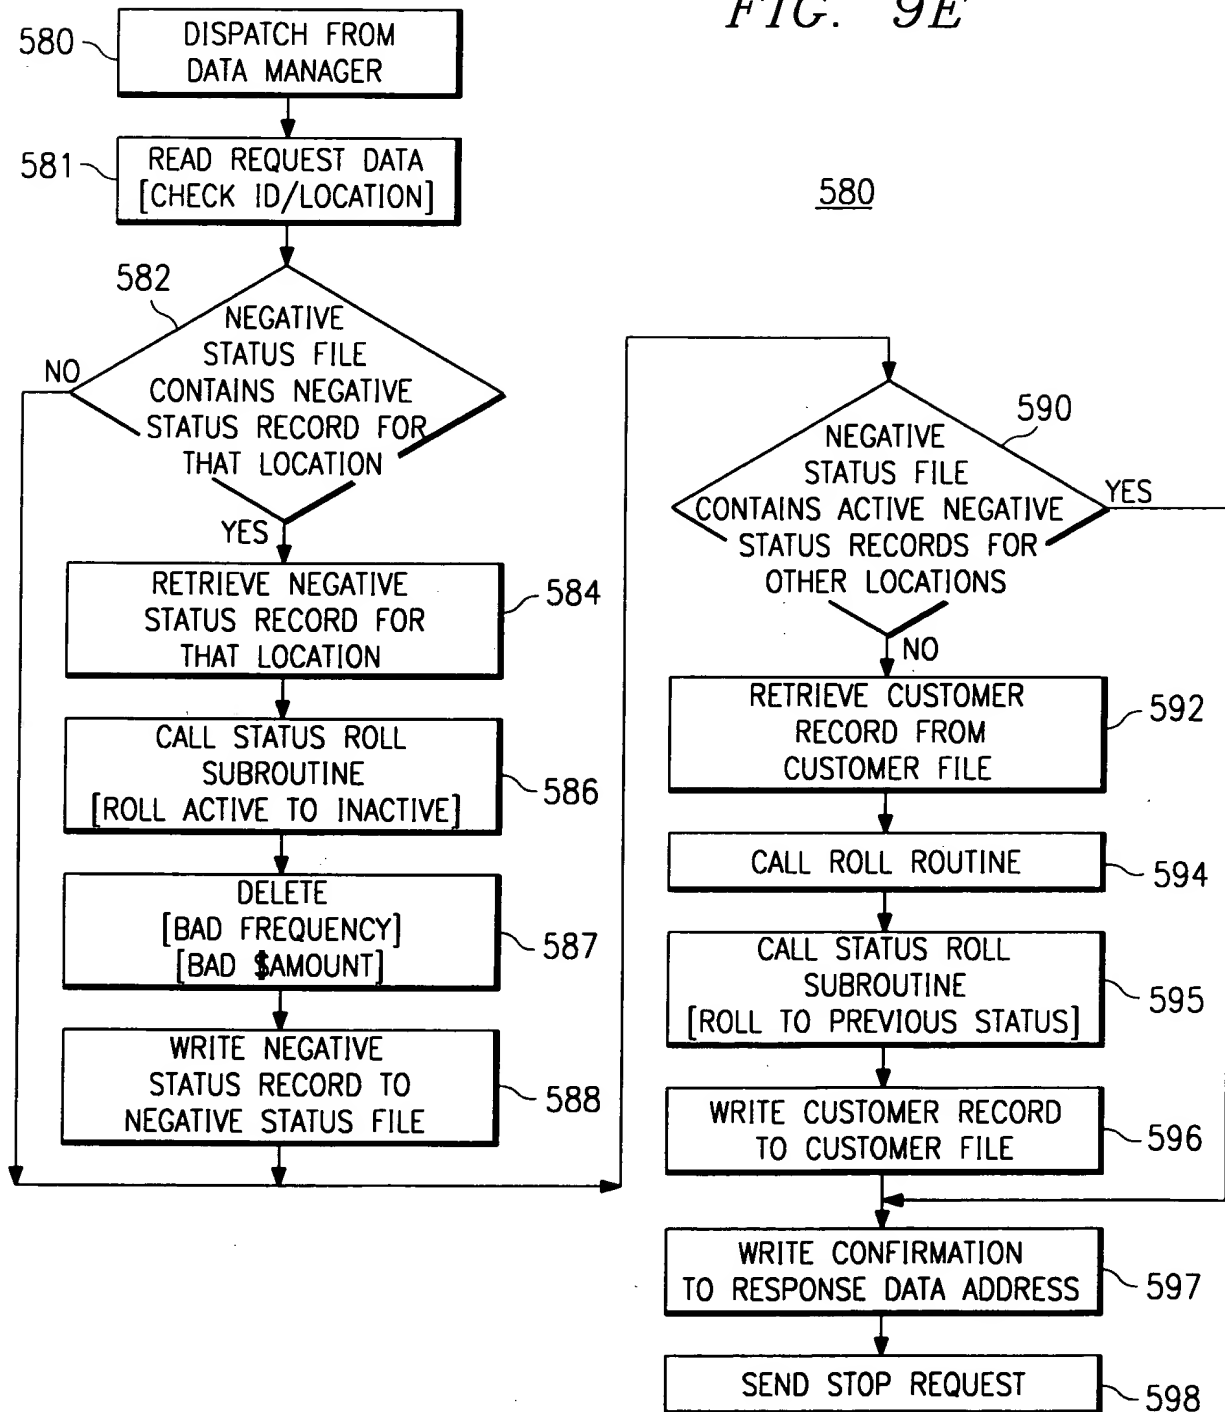 FIG. 9E
580
DISPATCH FROM
DATA MANAGER
581
READ REQUEST DATA
[CHECK ID/LOCATION]
580
582
NEGATIVE
STATUS FILE
CONTAINS NEGATIVE
STATUS RECORD FOR
THAT LOCATION
NO
YES
RETRIEVE NEGATIVE
STATUS RECORD FOR
THAT LOCATION
584
CALL STATUS ROLL
SUBROUTINE
[ROLL ACTIVE TO INACTIVE]
586
DELETE
[BAD FREQUENCY]
[BAD $AMOUNT]
587
WRITE NEGATIVE
STATUS RECORD TO
NEGATIVE STATUS FILE
588
590
NEGATIVE
STATUS FILE
CONTAINS ACTIVE NEGATIVE
STATUS RECORDS FOR
OTHER LOCATIONS
YES
NO
RETRIEVE CUSTOMER
RECORD FROM
CUSTOMER FILE
592
CALL ROLL ROUTINE
594
CALL STATUS ROLL
SUBROUTINE
[ROLL TO PREVIOUS STATUS]
595
WRITE CUSTOMER RECORD
TO CUSTOMER FILE
596
WRITE CONFIRMATION
TO RESPONSE DATA ADDRESS
597
SEND STOP REQUEST
598